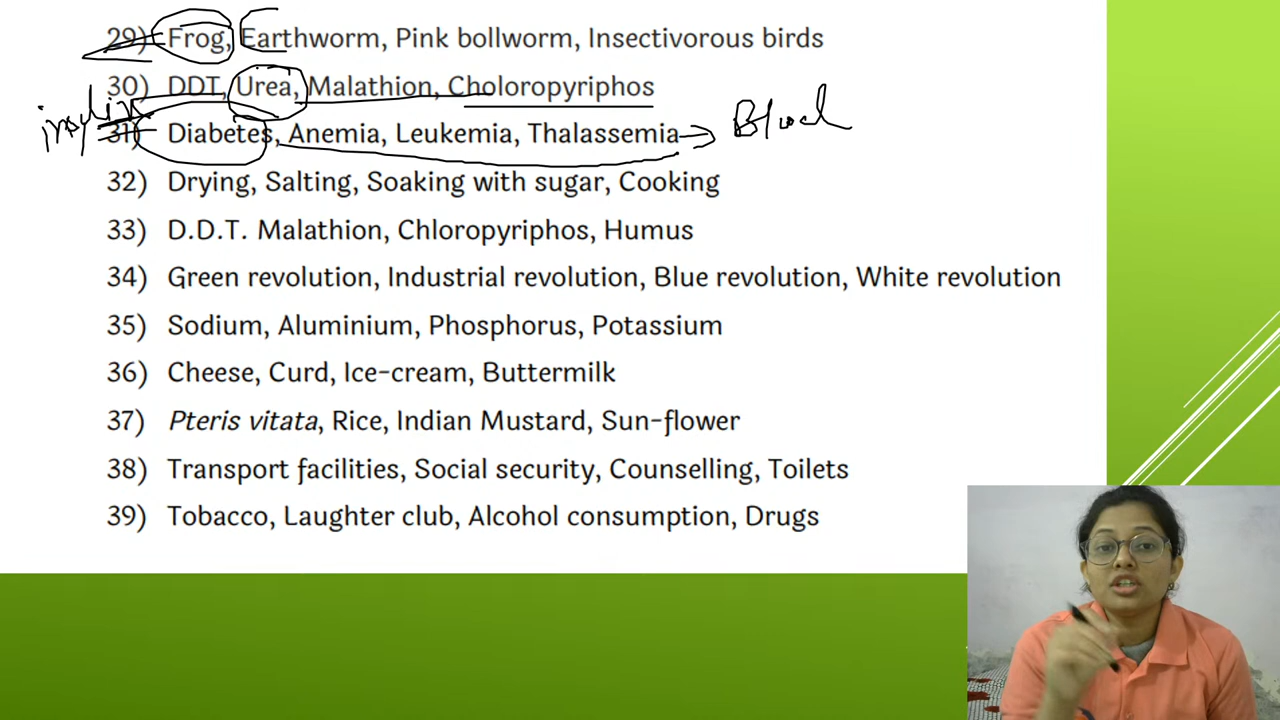 29) Frog, Earthworm, Pink bollworm, Insectivorous birds
30) DDT, Urea, Malathion, Choloropyriphos
insulin
31) Diabetes, Anemia, Leukemia, Thalassemia → Blood
32) Drying, Salting, Soaking with sugar, Cooking
33) D.D.T. Malathion, Chloropyriphos, Humus
34) Green revolution, Industrial revolution, Blue revolution, White revolution
35) Sodium, Aluminium, Phosphorus, Potassium
36) Cheese, Curd, Ice-cream, Buttermilk
37) Pteris vitata, Rice, Indian Mustard, Sun-flower
38) Transport facilities, Social security, Counselling, Toilets
39) Tobacco, Laughter club, Alcohol consumption, Drugs